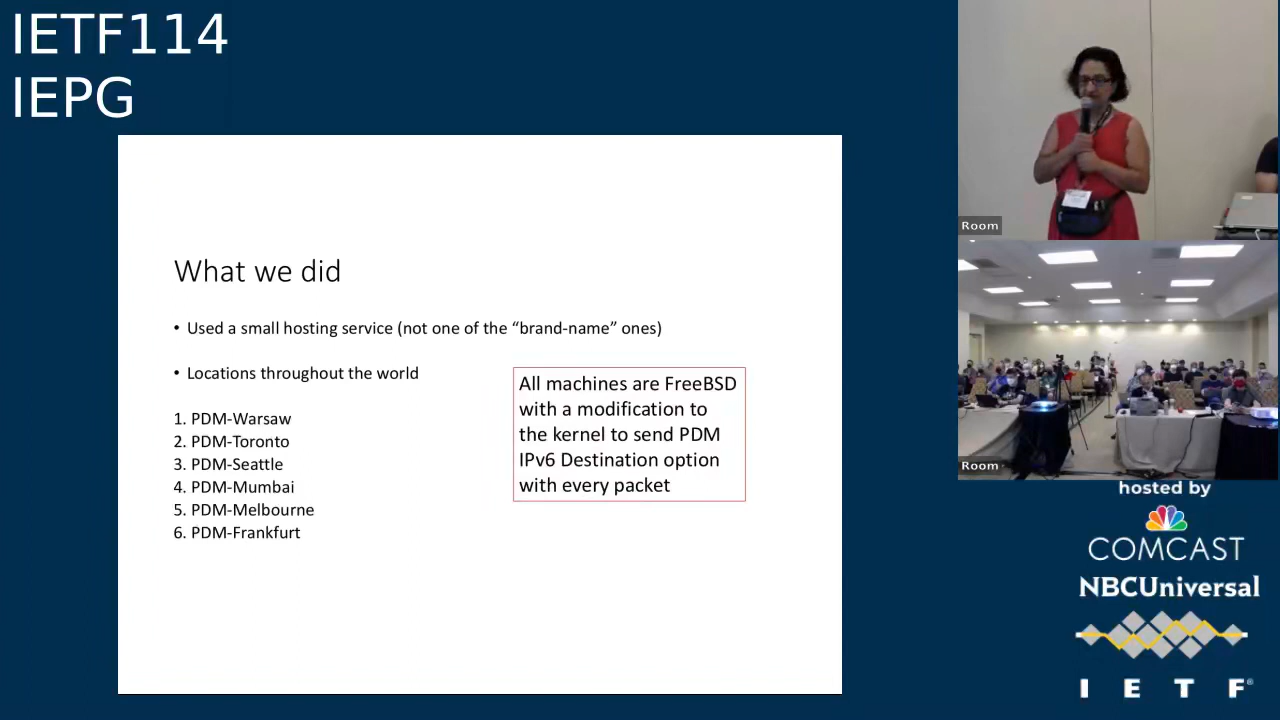 IETF114
IEPG
What we did
• Used a small hosting service (not one of the “brand-name” ones)
• Locations throughout the world
1. PDM-Warsaw
2. PDM-Toronto
3. PDM-Seattle
4. PDM-Mumbai
5. PDM-Melbourne
6. PDM-Frankfurt
All machines are FreeBSD
with a modification to
the kernel to send PDM
IPv6 Destination option
with every packet
Room
Room
hosted by
COMCAST
NBCUniversal
I E T F®